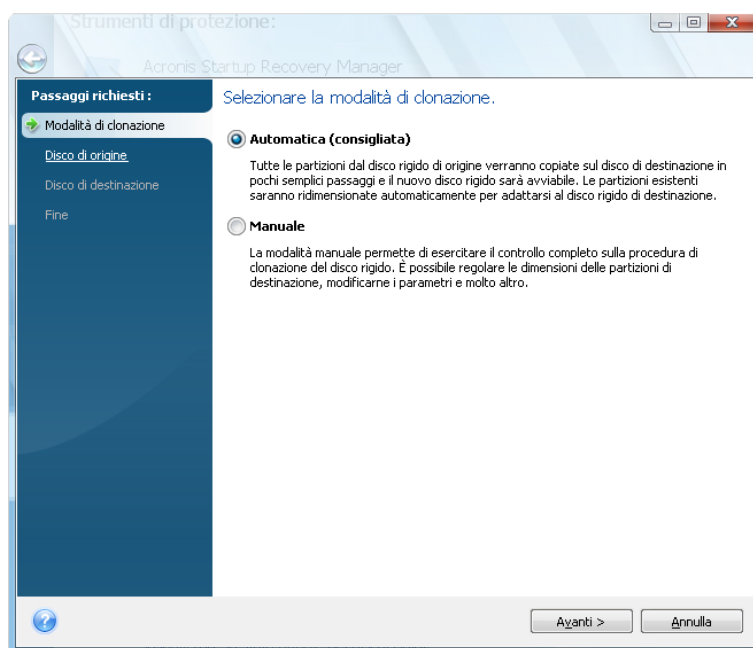 Strumenti di protezione:
Acronis Startup Recovery Manager
Passaggi richiesti :
Modalità di clonazione
Disco di origine
Disco di destinazione
Fine
Selezionare la modalità di clonazione.
Automatica (consigliata)
Tutte le partizioni dal disco rigido di origine verranno copiate sul disco di destinazione in
pochi semplici passaggi e il nuovo disco rigido sarà avviabile. Le partizioni esistenti
saranno ridimensionate automaticamente per adattarsi al disco rigido di destinazione.
Manuale
La modalità manuale permette di esercitare il controllo completo sulla procedura di
clonazione del disco rigido. È possibile regolare le dimensioni delle partizioni di
destinazione, modificarne i parametri e molto altro.
Avanti >
Annulla